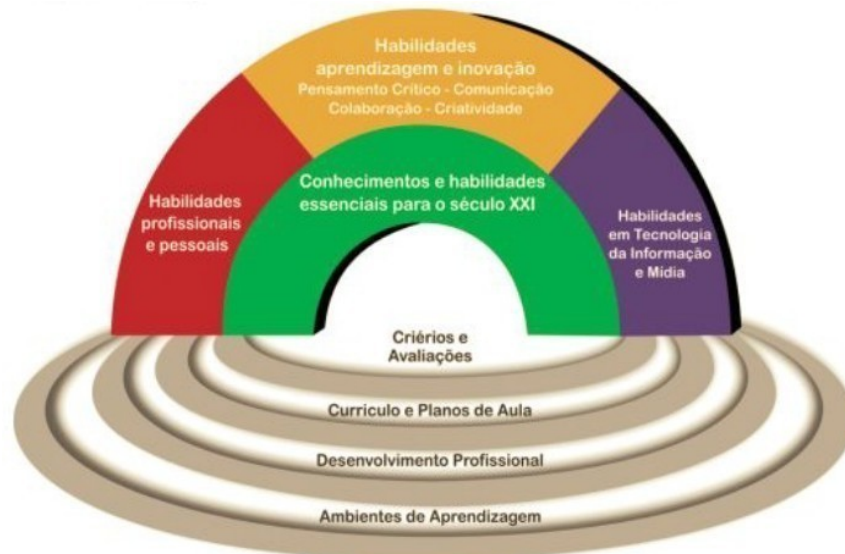 Habilidades
aprendizagem e inovação
Pensamento Crítico - Comunicação
Colaboração - Criatividade
Conhecimentos e habilidades
essenciais para o século XXI
Habilidades
profissionais
e pessoais
Habilidades
em Tecnologia
da Informação
e Mídia
Criérios e
Avaliações
Curriculo e Planos de Aula
Desenvolvimento Profissional
Ambientes de Aprendizagem